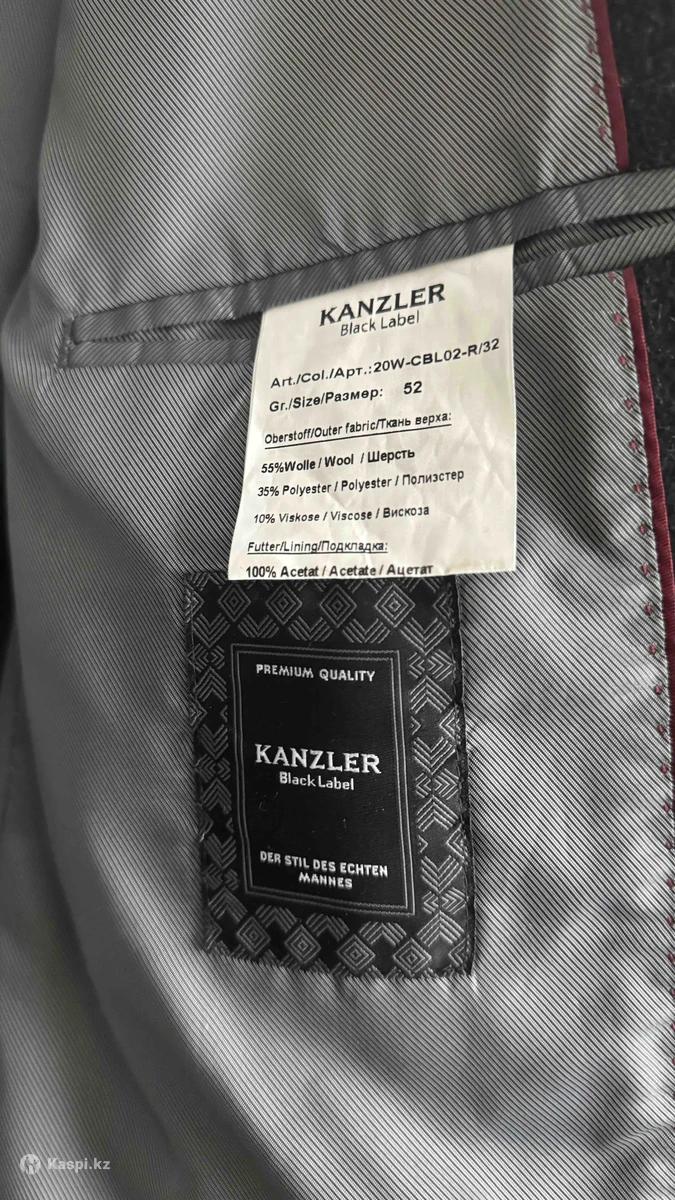 KANZLER
Black Label
Art./Col./Арт.:20W-CBL02-R/32
Gr./Size/Размер: 52
Oberstoff/Outer fabric/Ткань верха:
55%Wolle / Wool / Шерсть
35% Polyester / Polyester / Полиэстер
10% Viskose / Viscose / Вискоза
Futter/Lining/Подкладка:
100% Acetat / Acetate / Ацетат
PREMIUM QUALITY
KANZLER
Black Label
DER STIL DES ECHTEN
MANNES
Kaspi.kz